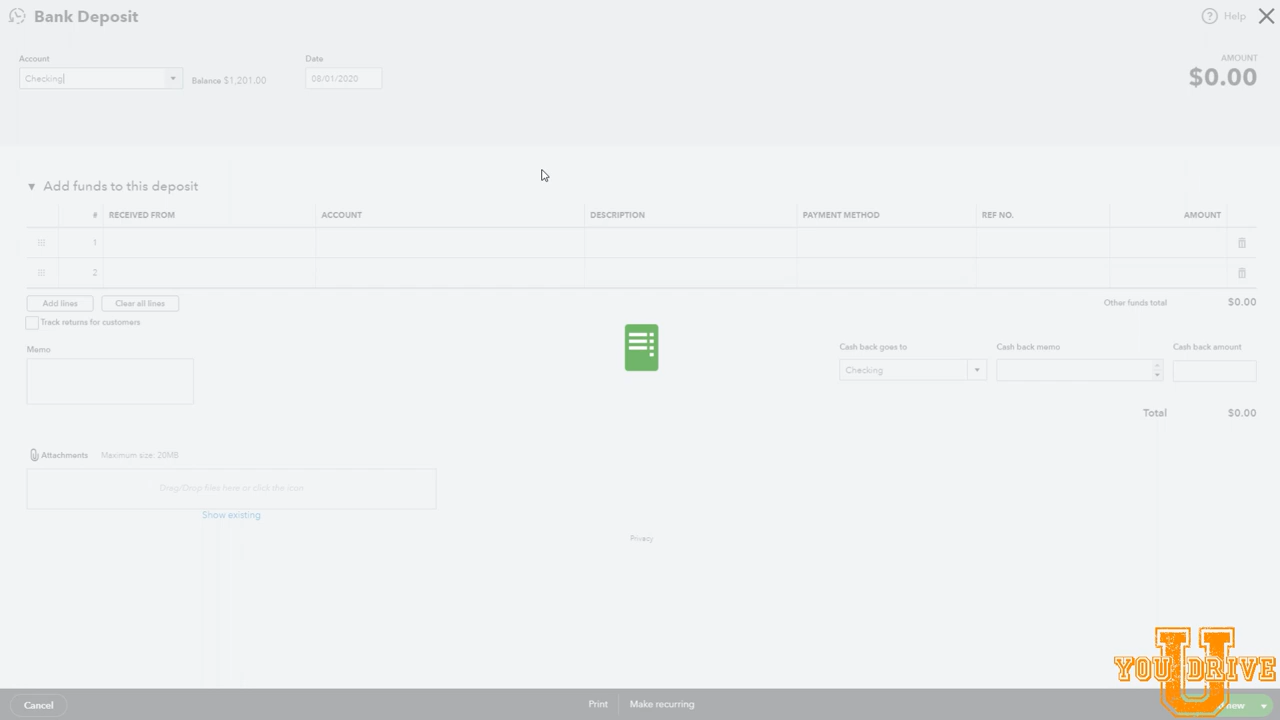 Bank Deposit
Help
Account
Date
AMOUNT
Checking
Balance $1,201.00
08/01/2020
$0.00
Add funds to this deposit
# RECEIVED FROM ACCOUNT DESCRIPTION PAYMENT METHOD REF NO. AMOUNT
1
2
Add lines
Clear all lines
Other funds total $0.00
Track returns for customers
Memo
Cash back goes to
Cash back memo
Cash back amount
Checking
Total $0.00
Attachments Maximum size: 20MB
Drag/Drop files here or click the icon
Show existing
Privacy
Cancel
Print
Make recurring
new
U
YOU DRIVE